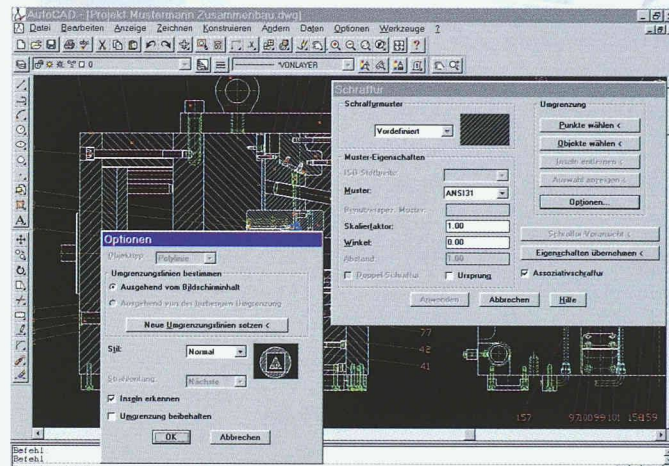 AutoCAD - [Projekt Mustermann Zusammenbau.dwg]
Datei Bearbeiten Anzeige Zeichnen Konstruieren Ändern Daten Optionen Werkzeuge ?
0
VONLAYER
Schraffur
Schraffurmuster
Vordefiniert
Umgrenzung
Punkte wählen <
Objekte wählen <
Inseln entfernen <
Auswahl anzeigen <
Optionen...
Muster-Eigenschaften
ISO-Stiftbreite:
Muster: ANSI31
Benutzerspez. Muster:
Skalierfaktor: 1.00
Winkel: 0.00
Abstand: 1.00
Doppel-Schraffur
Ursprung
Schraffur-Voransicht <
Eigenschaften übernehmen <
Assoziativschraffur
Anwenden Abbrechen Hilfe
Optionen
Objekttyp: Polylinie
Umgrenzungslinien bestimmen
Ausgehend vom Bildschirminhalt
Ausgehend von der bisherigen Umgrenzung
Neue Umgrenzungslinien setzen <
Stil: Normal
Strahlenlang: Nächste
Inseln erkennen
Umgrenzung beibehalten
OK Abbrechen
77
42
41
157
Befehl
Befehl